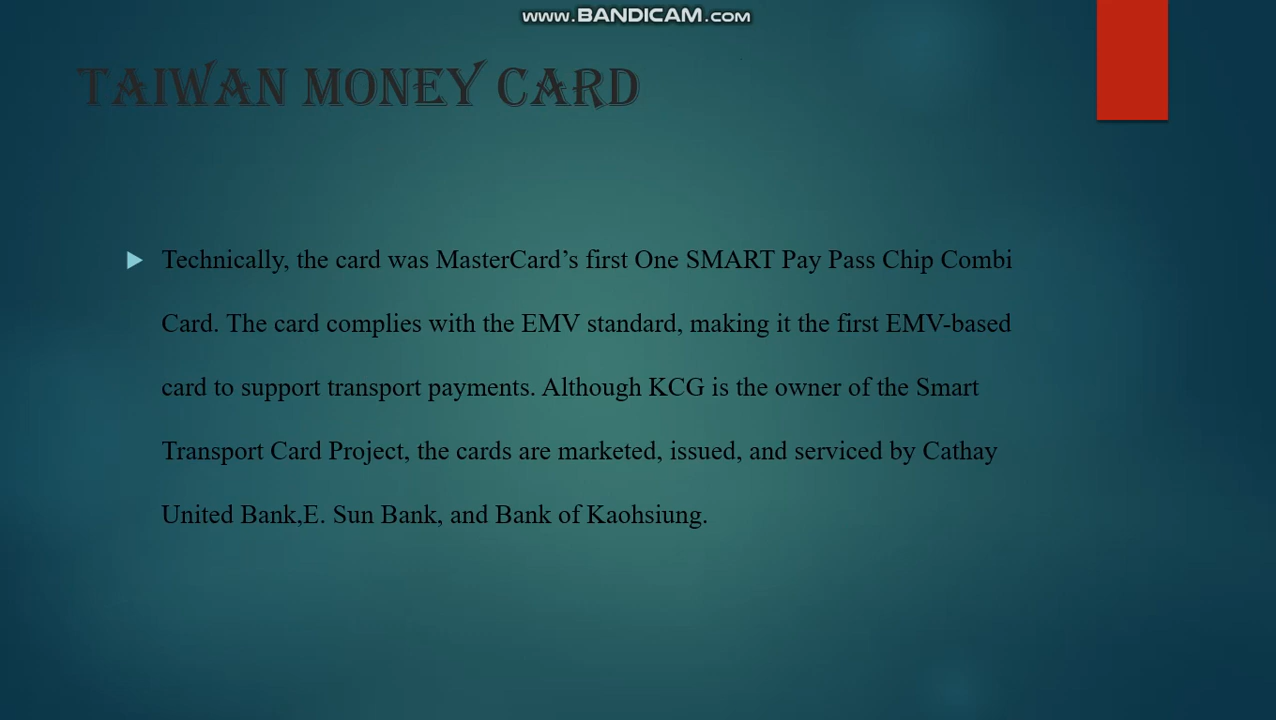 www.BANDICAM.com
TAIWAN MONEY CARD
Technically, the card was MasterCard’s first One SMART Pay Pass Chip Combi
Card. The card complies with the EMV standard, making it the first EMV-based
card to support transport payments. Although KCG is the owner of the Smart
Transport Card Project, the cards are marketed, issued, and serviced by Cathay
United Bank,E. Sun Bank, and Bank of Kaohsiung.